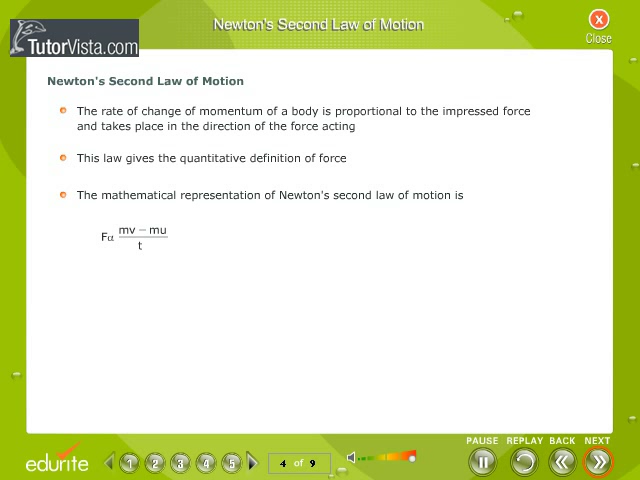 Newton's Second Law of Motion
X
Close
TutorVista.com
Newton's Second Law of Motion
The rate of change of momentum of a body is proportional to the impressed force
and takes place in the direction of the force acting
This law gives the quantitative definition of force
The mathematical representation of Newton's second law of motion is
Fα mv − mu
t
PAUSE REPLAY BACK NEXT
edurite 1 2 3 4 5 4 of 9